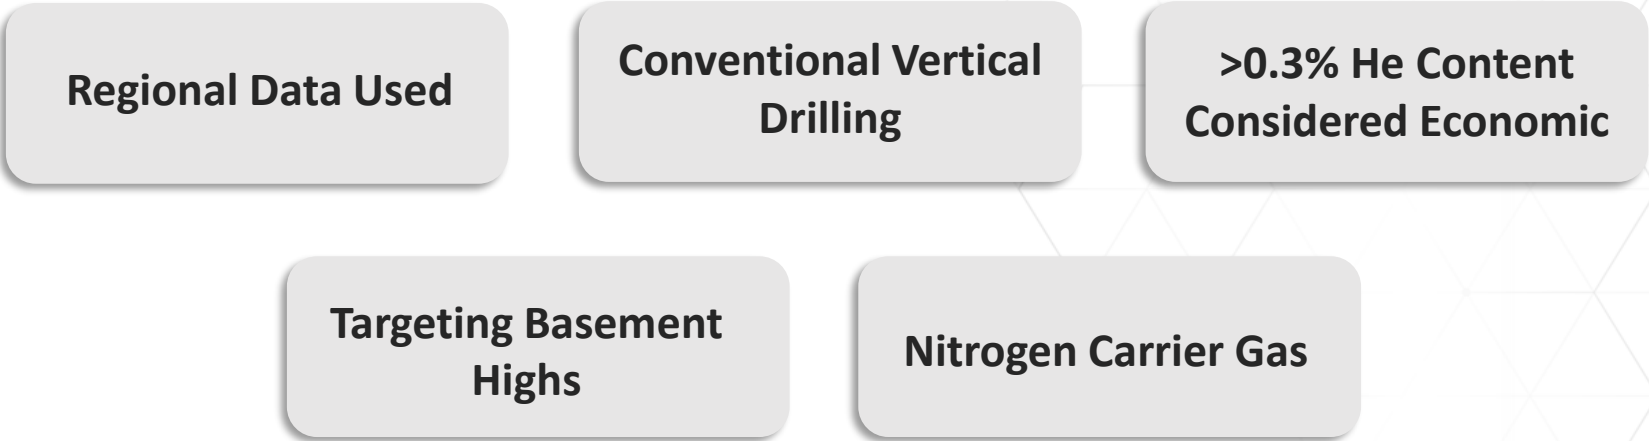 Regional Data Used
Conventional Vertical
Drilling
>0.3% He Content
Considered Economic
Targeting Basement
Highs
Nitrogen Carrier Gas